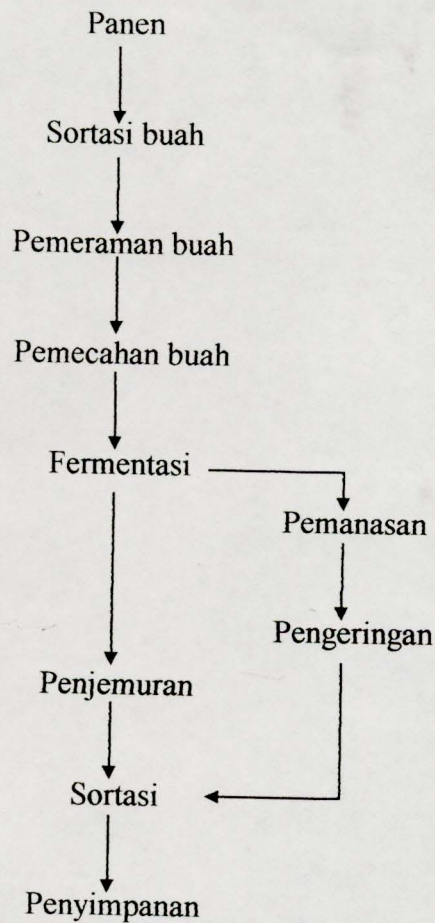 Panen
Sortasi buah
Pemeraman buah
Pemecahan buah
Fermentasi
Pemanasan
Pengeringan
Penjemuran
Sortasi
Penyimpanan